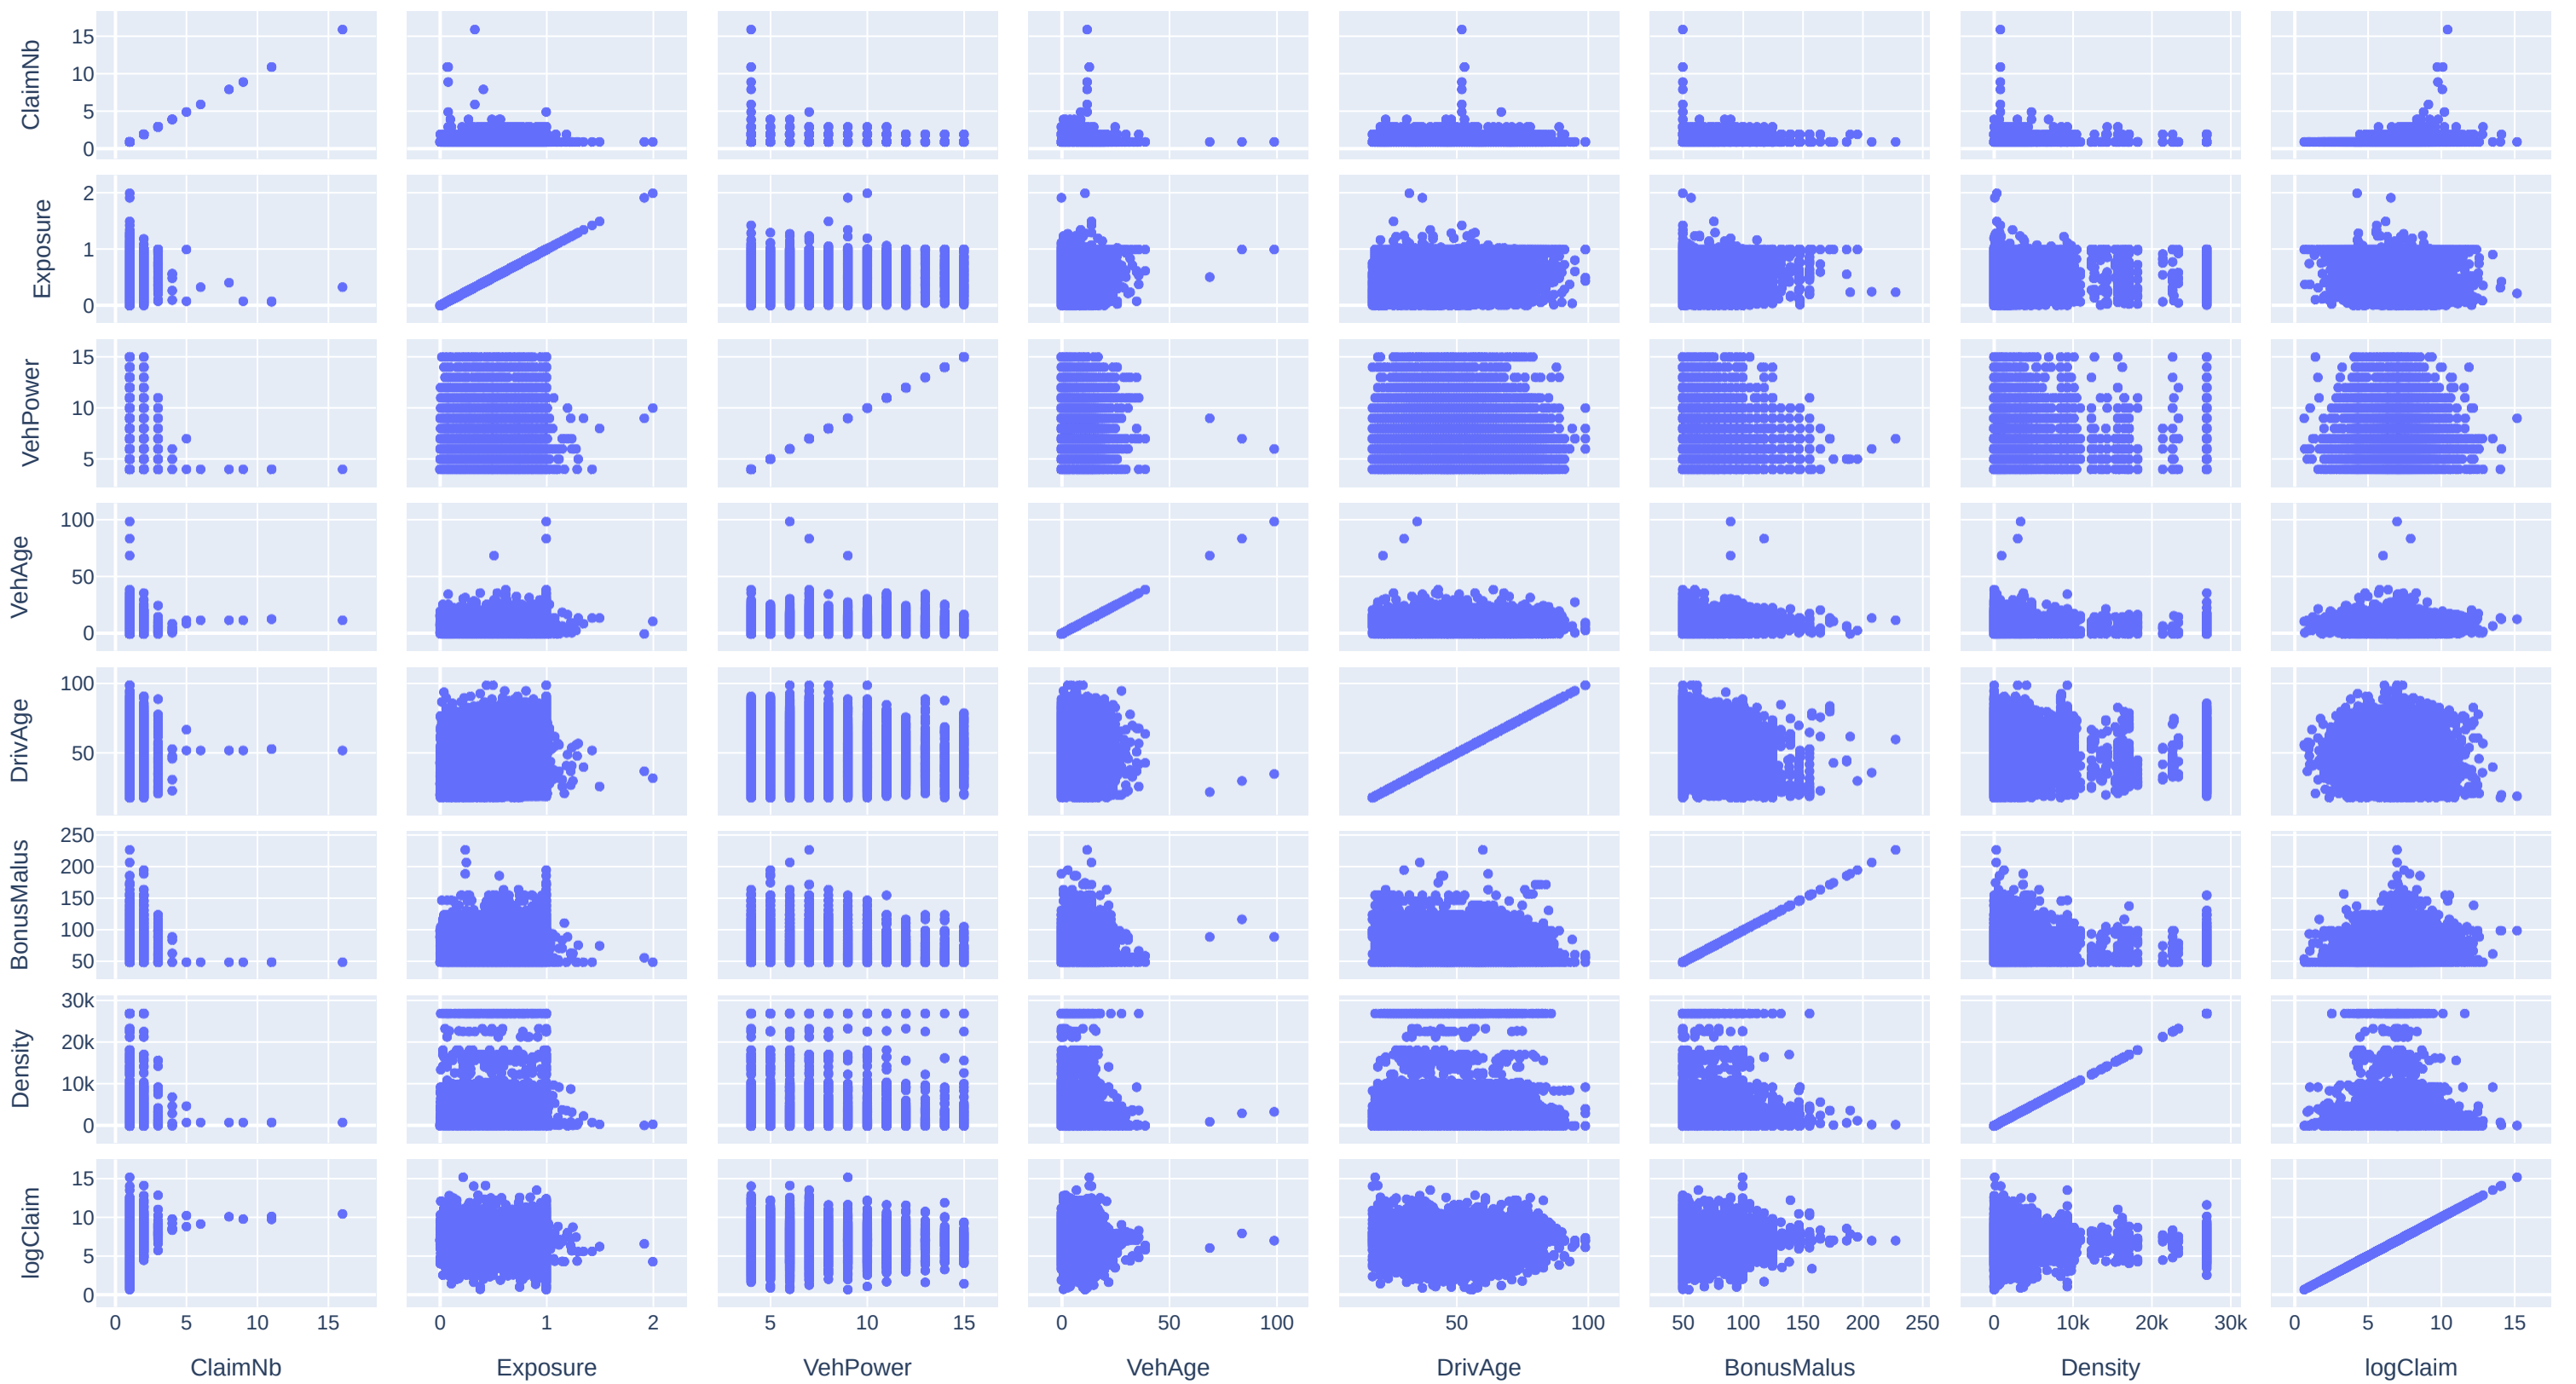 ClaimNb
15
10
5
0
Exposure
2
1
0
VehPower
15
10
5
VehAge
100
50
0
DrivAge
100
50
BonusMalus
250
200
150
100
50
Density
30k
20k
10k
0
logClaim
15
10
5
0
0 5 10 15 0 1 2 5 10 15 0 50 100 50 100 50 100 150 200 250 0 10k 20k 30k 0 5 10 15
ClaimNb Exposure VehPower VehAge DrivAge BonusMalus Density logClaim